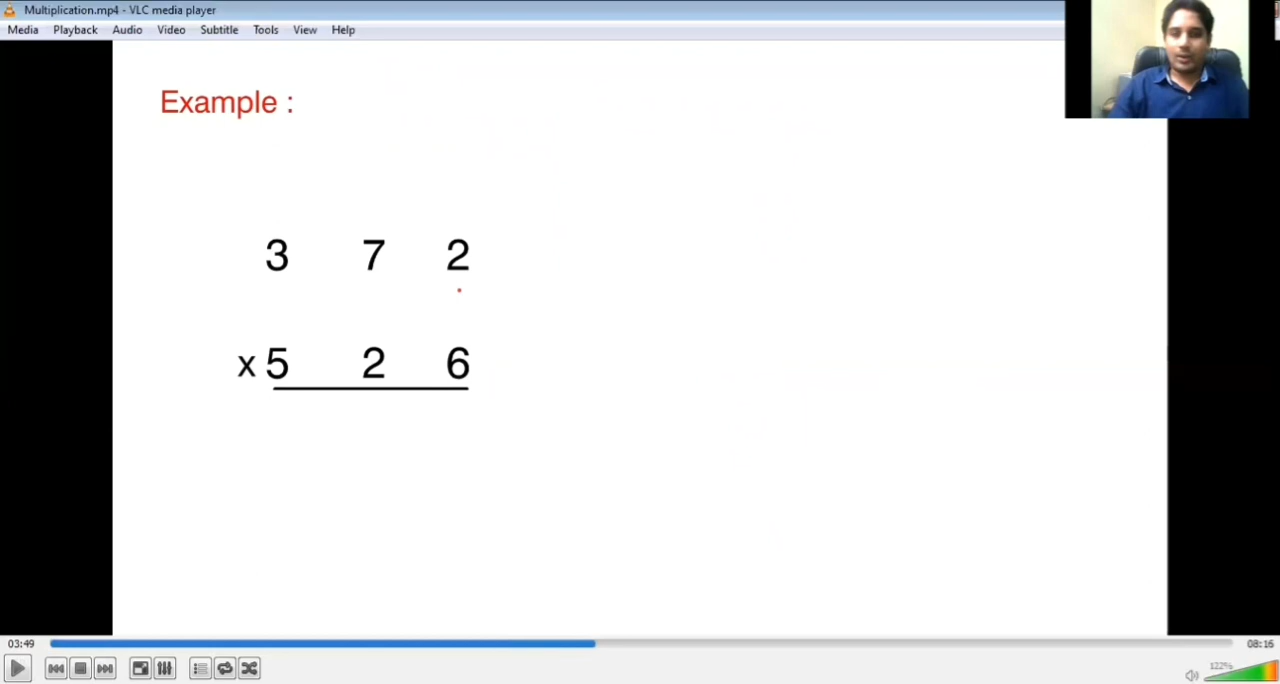 Multiplication.mp4 - VLC media player
Media Playback Audio Video Subtitle Tools View Help
Example :
3 7 2
x 5 2 6
03:49 08:16
122%